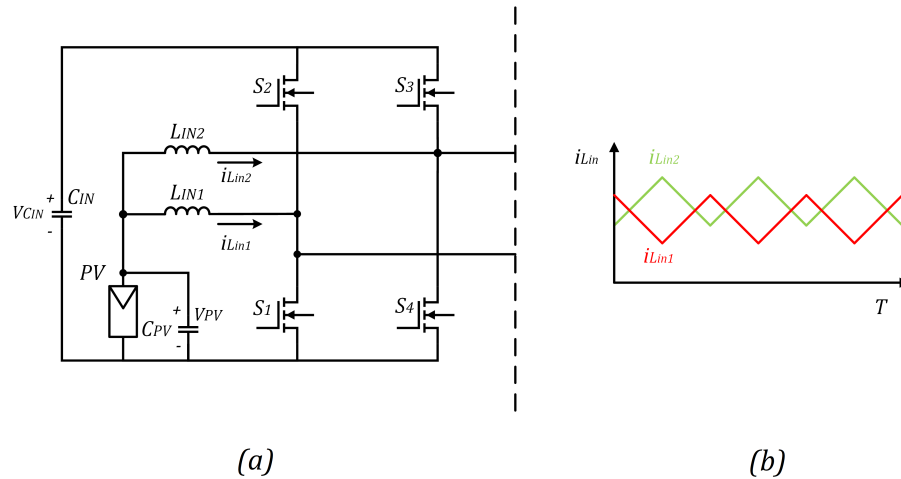 S2
S3
LIN2
iLin2
LIN1
iLin1
+
CIN
VCIN
-
PV
S1
S4
+
VPV
CPV
-
(a)
iLin
iLin2
iLin1
T
(b)